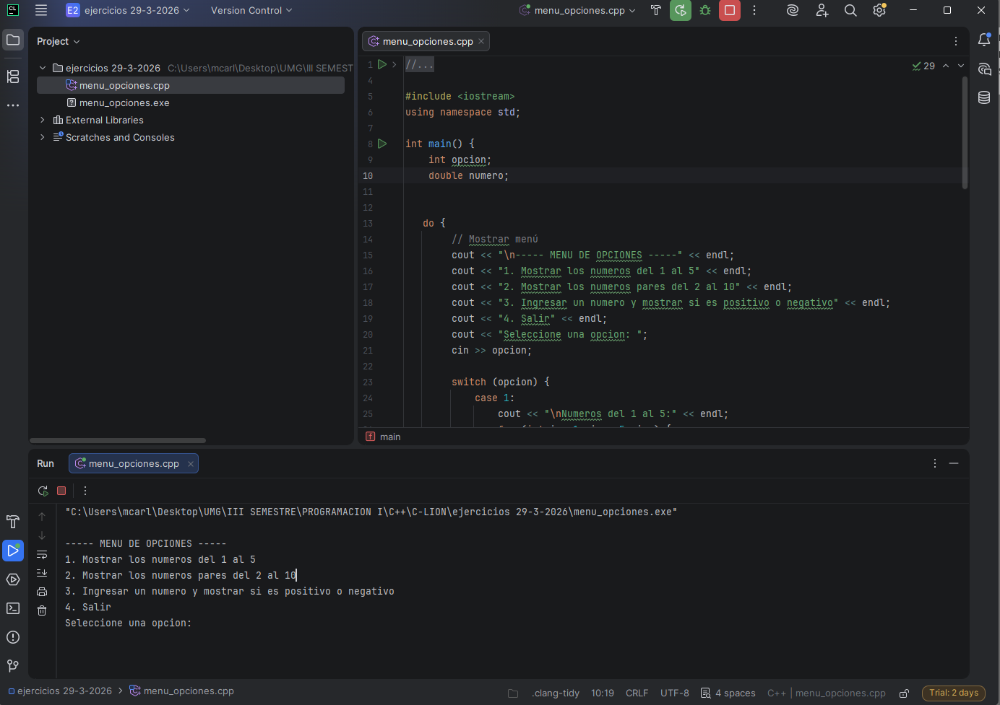 CL
E2 ejercicios 29-3-2026 Version Control menu_opciones.cpp
Project
ejercicios 29-3-2026 C:\Users\mcarl\Desktop\UMG\III SEMEST
menu_opciones.cpp
menu_opciones.exe
External Libraries
Scratches and Consoles
menu_opciones.cpp
29
1 //...
4
5 #include <iostream>
6 using namespace std;
7
8 int main() {
9 int opcion;
10 double numero;
11
12
13 do {
14 // Mostrar menú
15 cout << "\n----- MENU DE OPCIONES -----" << endl;
16 cout << "1. Mostrar los numeros del 1 al 5" << endl;
17 cout << "2. Mostrar los numeros pares del 2 al 10" << endl;
18 cout << "3. Ingresar un numero y mostrar si es positivo o negativo" << endl;
19 cout << "4. Salir" << endl;
20 cout << "Seleccione una opcion: ";
21 cin >> opcion;
22
23 switch (opcion) {
24 case 1:
25 cout << "\nNumeros del 1 al 5:" << endl;
f main
Run menu_opciones.cpp
"C:\Users\mcarl\Desktop\UMG\III SEMESTRE\PROGRAMACION I\C++\C-LION\ejercicios 29-3-2026\menu_opciones.exe"
----- MENU DE OPCIONES -----
1. Mostrar los numeros del 1 al 5
2. Mostrar los numeros pares del 2 al 10
3. Ingresar un numero y mostrar si es positivo o negativo
4. Salir
Seleccione una opcion:
ejercicios 29-3-2026 > menu_opciones.cpp
.clang-tidy 10:19 CRLF UTF-8 4 spaces C++ | menu_opciones.cpp Trial: 2 days